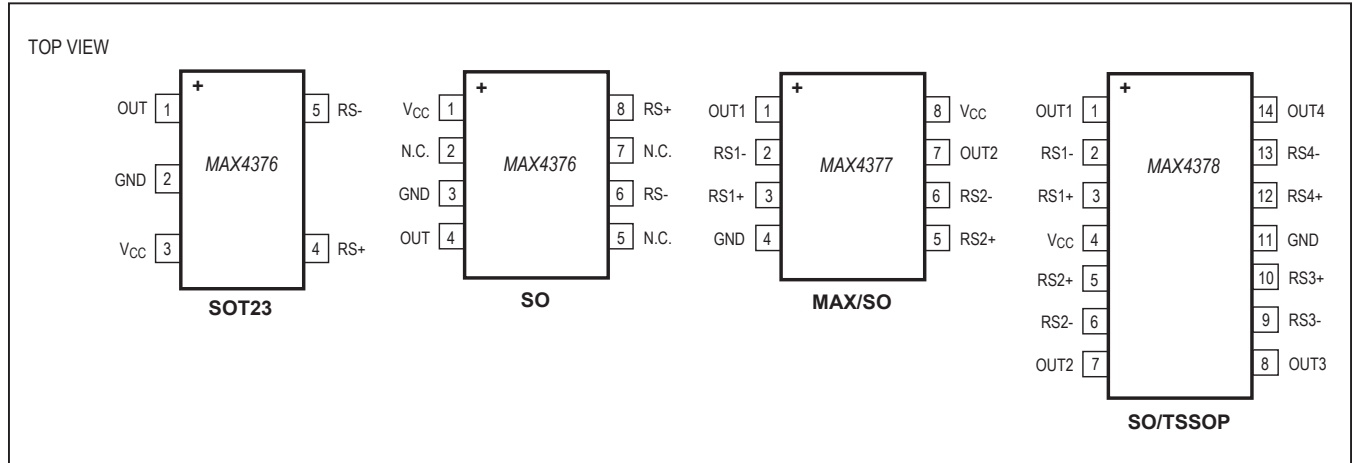 TOP VIEW
+
OUT 1
GND 2
VCC 3
MAX4376
5 RS-
4 RS+
SOT23
+
VCC 1
N.C. 2
GND 3
OUT 4
MAX4376
8 RS+
7 N.C.
6 RS-
5 N.C.
SO
+
OUT1 1
RS1- 2
RS1+ 3
GND 4
MAX4377
8 VCC
7 OUT2
6 RS2-
5 RS2+
MAX/SO
+
OUT1 1
RS1- 2
RS1+ 3
VCC 4
RS2+ 5
RS2- 6
OUT2 7
MAX4378
14 OUT4
13 RS4-
12 RS4+
11 GND
10 RS3+
9 RS3-
8 OUT3
SO/TSSOP